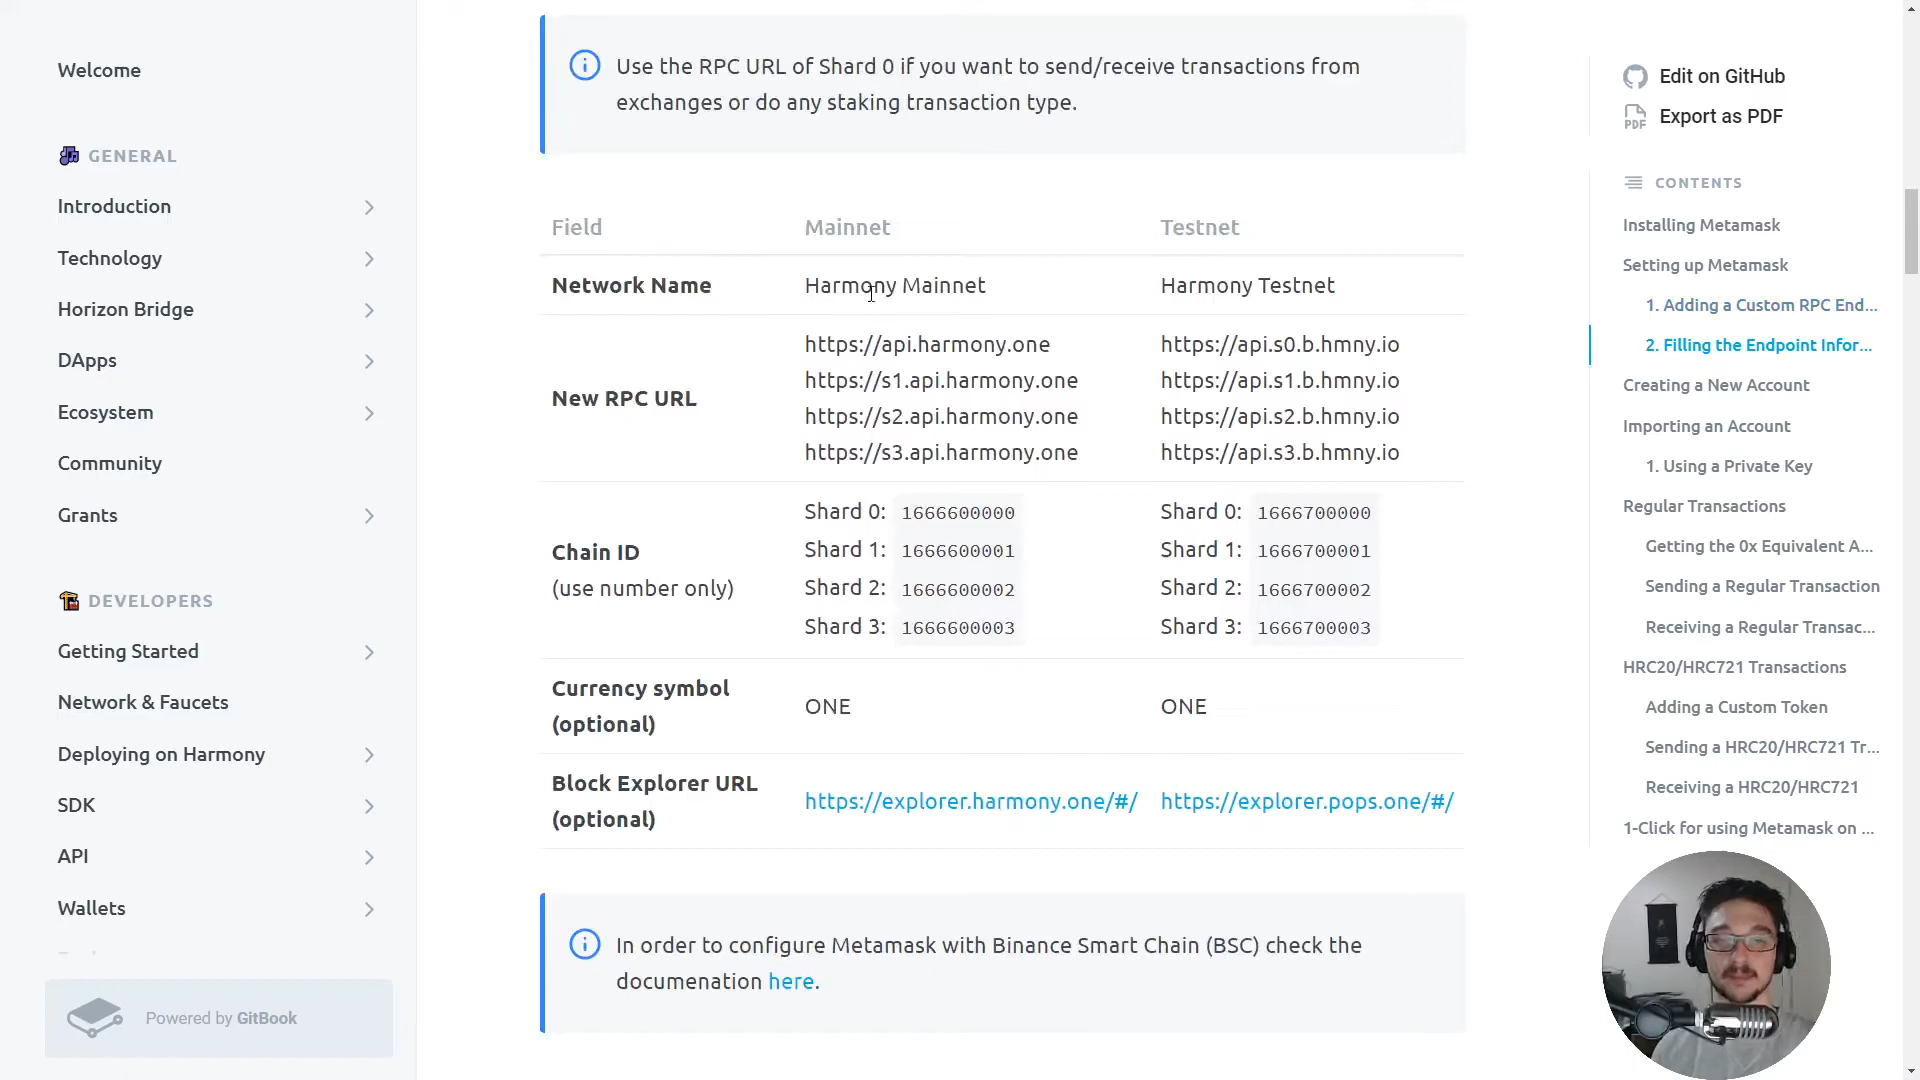 Welcome
GENERAL
Introduction
Technology
Horizon Bridge
DApps
Ecosystem
Community
Grants
DEVELOPERS
Getting Started
Network & Faucets
Deploying on Harmony
SDK
API
Wallets
Powered by GitBook
Use the RPC URL of Shard 0 if you want to send/receive transactions from
exchanges or do any staking transaction type.
Field Mainnet Testnet
Network Name Harmony Mainnet Harmony Testnet
New RPC URL
https://api.harmony.one
https://s1.api.harmony.one
https://s2.api.harmony.one
https://s3.api.harmony.one
https://api.s0.b.hmny.io
https://api.s1.b.hmny.io
https://api.s2.b.hmny.io
https://api.s3.b.hmny.io
Chain ID
(use number only)
Shard 0: 1666600000
Shard 1: 1666600001
Shard 2: 1666600002
Shard 3: 1666600003
Shard 0: 1666700000
Shard 1: 1666700001
Shard 2: 1666700002
Shard 3: 1666700003
Currency symbol
(optional)
ONE
ONE
Block Explorer URL
(optional)
https://explorer.harmony.one/#/
https://explorer.pops.one/#/
In order to configure Metamask with Binance Smart Chain (BSC) check the
documenation here.
Edit on GitHub
PDF Export as PDF
CONTENTS
Installing Metamask
Setting up Metamask
1. Adding a Custom RPC End...
2. Filling the Endpoint Infor...
Creating a New Account
Importing an Account
1. Using a Private Key
Regular Transactions
Getting the 0x Equivalent A...
Sending a Regular Transaction
Receiving a Regular Transac...
HRC20/HRC721 Transactions
Adding a Custom Token
Sending a HRC20/HRC721 Tr...
Receiving a HRC20/HRC721
1-Click for using Metamask on ...